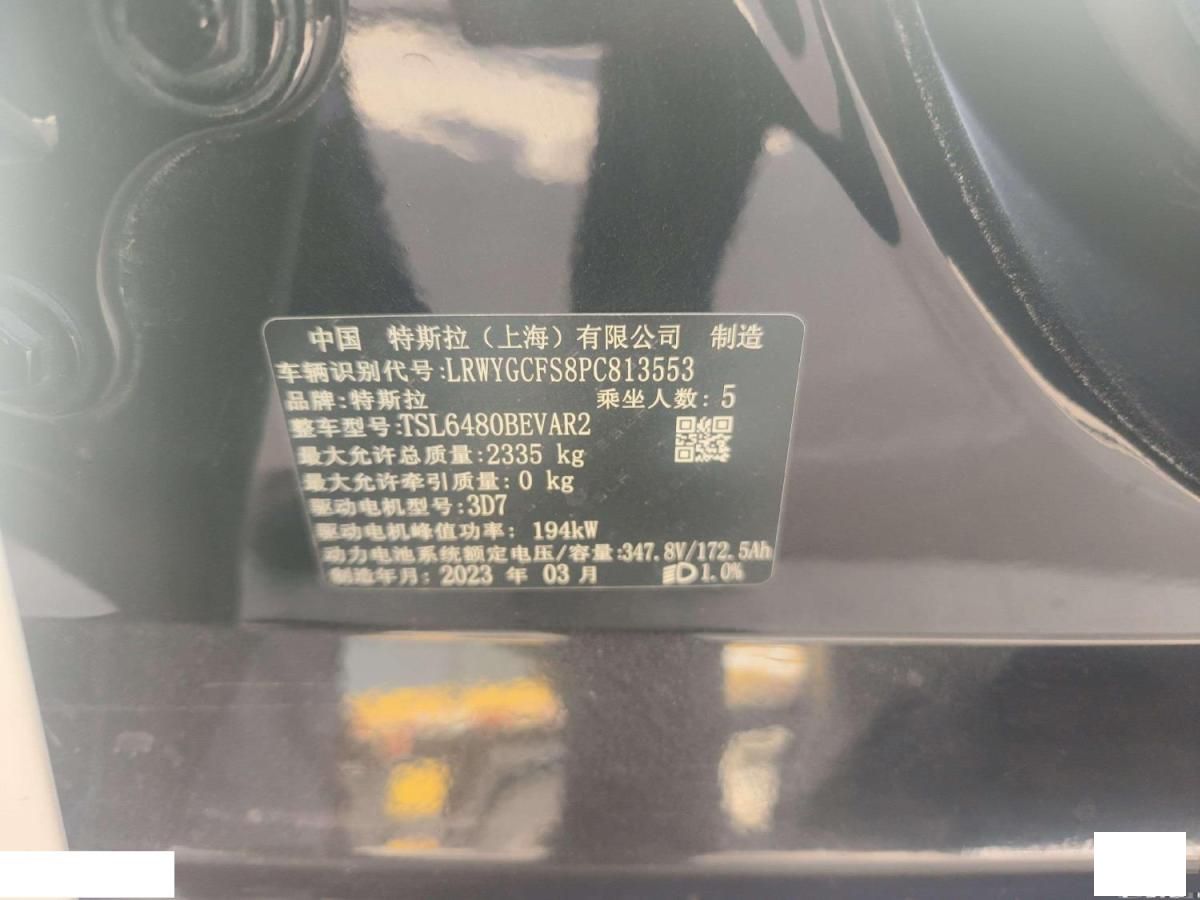 中国 特斯拉（上海）有限公司 制造
车辆识别代号:LRWYGCFS8PC813553
品牌:特斯拉 乘坐人数: 5
整车型号:TSL6480BEVAR2
最大允许总质量:2335 kg
最大允许牵引质量: 0 kg
驱动电机型号:3D7
驱动电机峰值功率: 194kW
动力电池系统额定电压/容量:347.8V/172.5Ah
制造年月: 2023 年 03 月 1.0%